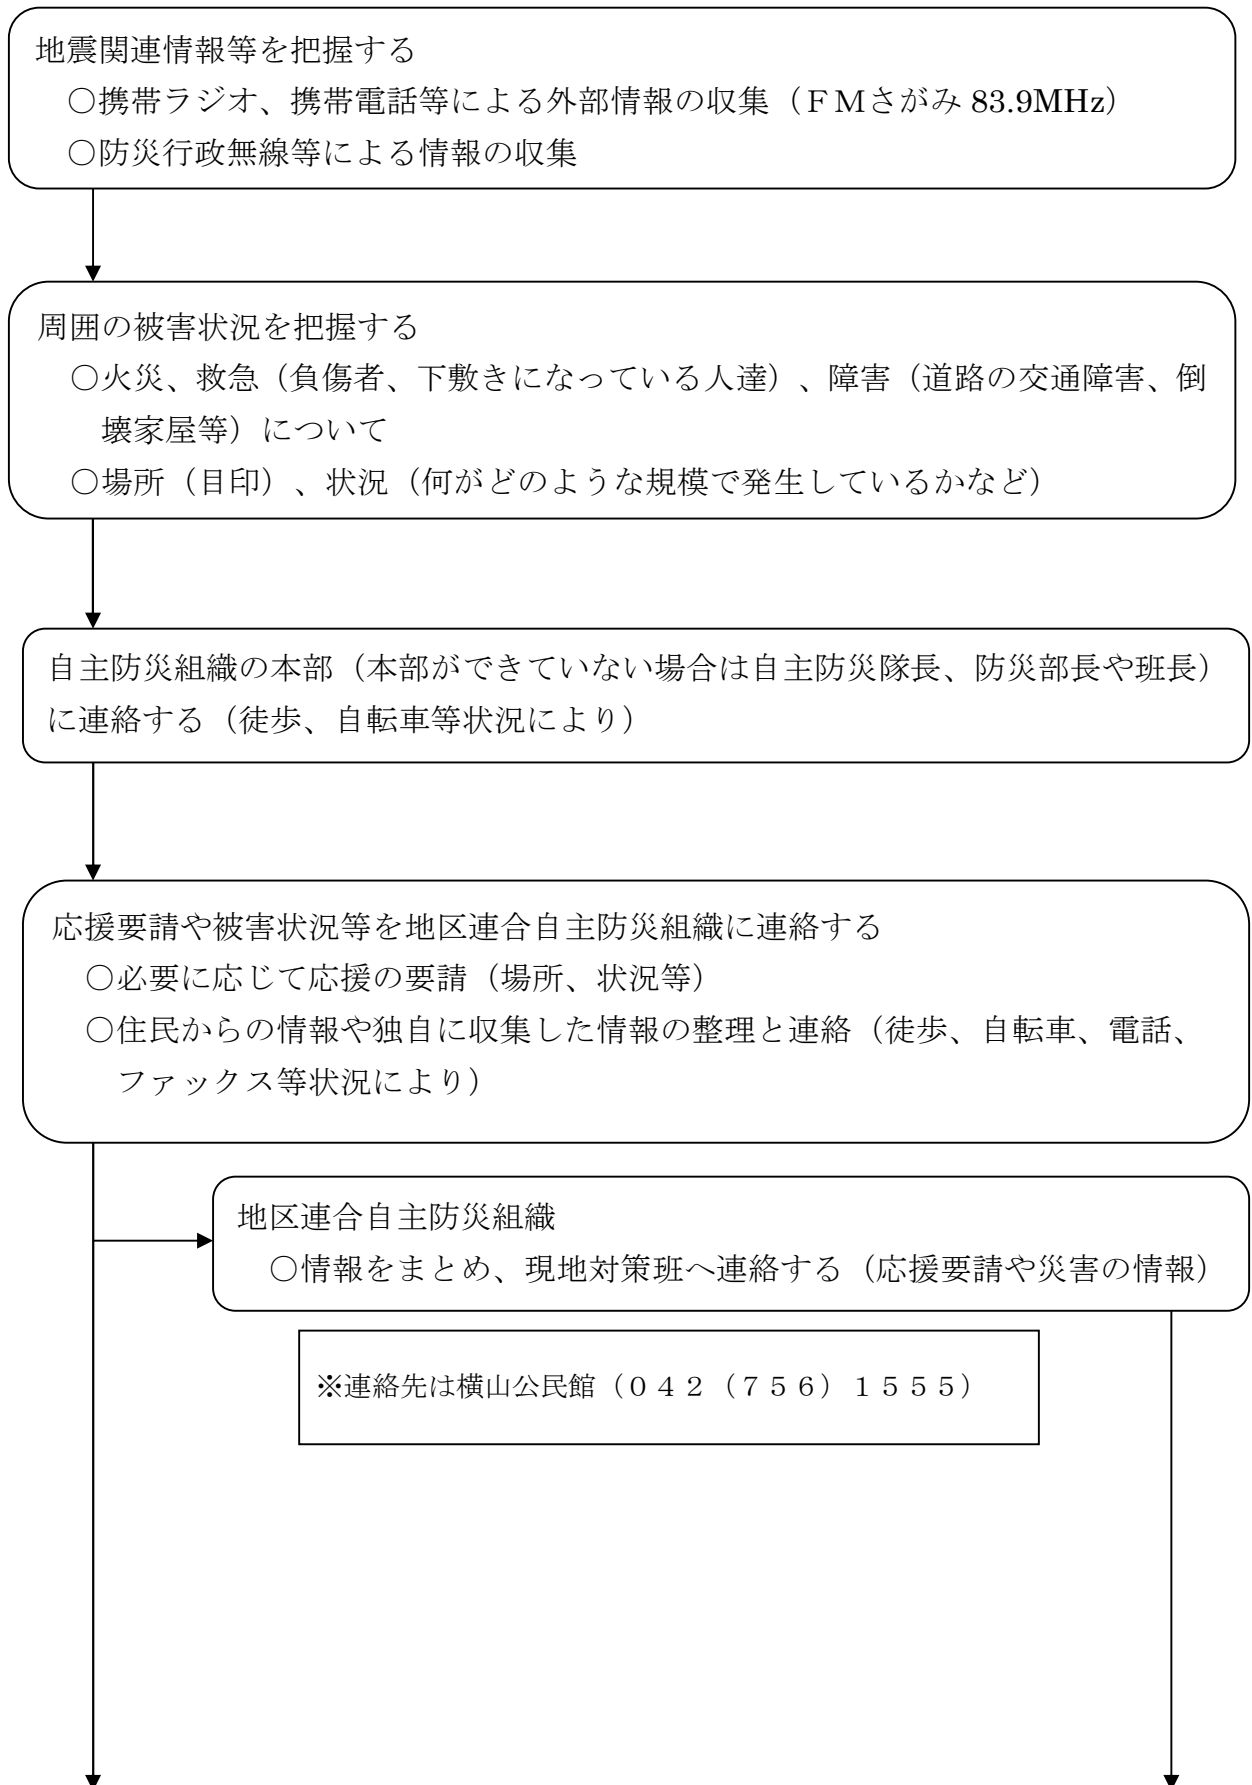 地震関連情報等を把握する
○携帯ラジオ、携帯電話等による外部情報の収集（ＦＭさがみ 83.9MHz）
○防災行政無線等による情報の収集
周囲の被害状況を把握する
○火災、救急（負傷者、下敷きになっている人達）、障害（道路の交通障害、倒
壊家屋等）について
○場所（目印）、状況（何がどのような規模で発生しているかなど）
自主防災組織の本部（本部ができていない場合は自主防災隊長、防災部長や班長）
に連絡する（徒歩、自転車等状況により）
応援要請や被害状況等を地区連合自主防災組織に連絡する
○必要に応じて応援の要請（場所、状況等）
○住民からの情報や独自に収集した情報の整理と連絡（徒歩、自転車、電話、
ファックス等状況により）
地区連合自主防災組織
○情報をまとめ、現地対策班へ連絡する（応援要請や災害の情報）
※連絡先は横山公民館（０４２（７５６）１５５５）